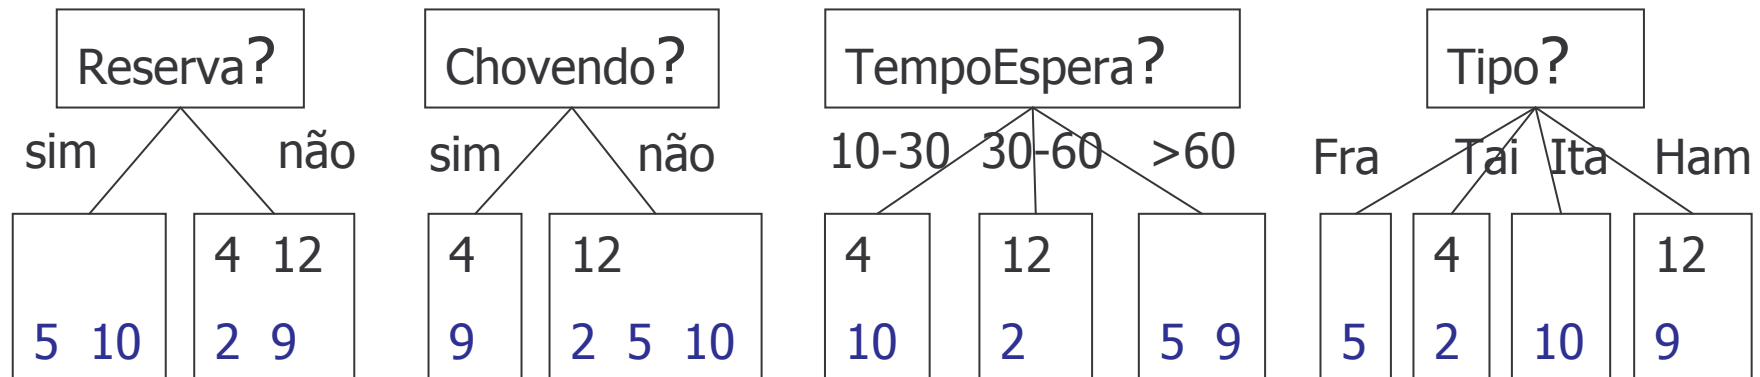 Reserva? Chovendo? TempoEspera? Tipo?
sim não sim não 10-30 30-60 >60 Fra Tai Ita Ham
4 12 4 12 4 12 4 12
5 10 2 9 9 2 5 10 10 2 5 9 5 2 10 9